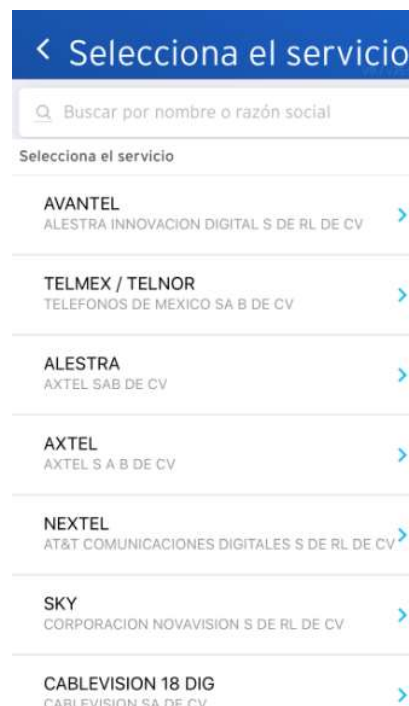 Selecciona el servicio
Buscar por nombre o razón social
Selecciona el servicio
AVANTEL
ALESTRA INNOVACION DIGITAL S DE RL DE CV
TELMEX / TELNOR
TELEFONOS DE MEXICO SA B DE CV
ALESTRA
AXTEL SAB DE CV
AXTEL
AXTEL S A B DE CV
NEXTEL
AT&T COMUNICACIONES DIGITALES S DE RL DE CV
SKY
CORPORACION NOVAVISION S DE RL DE CV
CABLEVISION 18 DIG
CABLEVISION SA DE CV